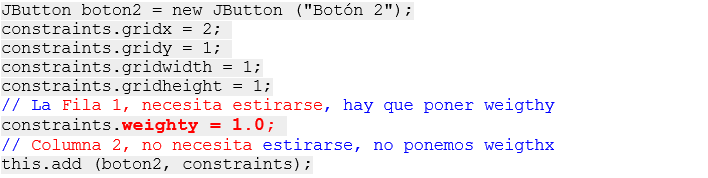 JButton boton2 = new JButton ("Botón 2");
constraints.gridx = 2;
constraints.gridy = 1;
constraints.gridwidth = 1;
constraints.gridheight = 1;
// La Fila 1, necesita estirarse, hay que poner weigthy
constraints.weighty = 1.0;
// Columna 2, no necesita estirarse, no ponemos weigthx
this.add (boton2, constraints);